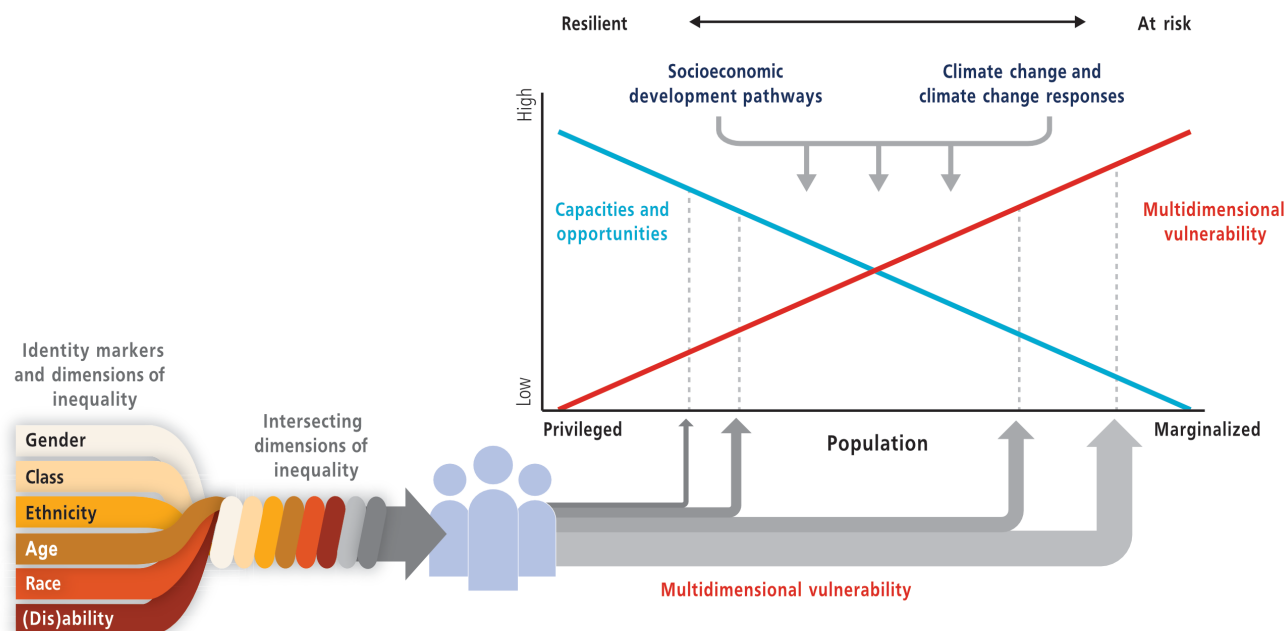 Resilient
At risk
Socioeconomic
development pathways
Climate change and
climate change responses
High
Capacities and
opportunities
Multidimensional
vulnerability
Low
Privileged
Population
Marginalized
Identity markers
and dimensions of
inequality
Gender
Class
Ethnicity
Age
Race
(Dis)ability
Intersecting
dimensions of
inequality
Multidimensional vulnerability